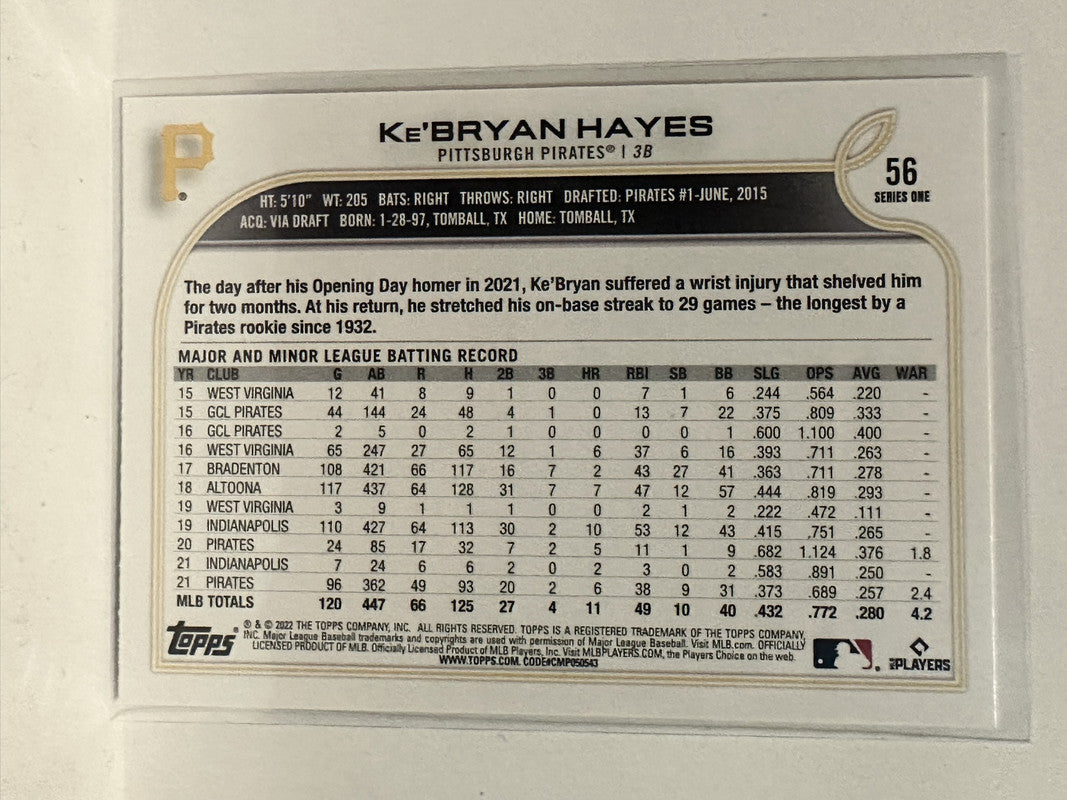 P
KE'BRYAN HAYES
PITTSBURGH PIRATES® | 3B
56
SERIES ONE
HT: 5'10" WT: 205 BATS: RIGHT THROWS: RIGHT DRAFTED: PIRATES #1-JUNE, 2015
ACQ: VIA DRAFT BORN: 1-28-97, TOMBALL, TX HOME: TOMBALL, TX
The day after his Opening Day homer in 2021, Ke'Bryan suffered a wrist injury that shelved him
for two months. At his return, he stretched his on-base streak to 29 games – the longest by a
Pirates rookie since 1932.
MAJOR AND MINOR LEAGUE BATTING RECORD
YR CLUB G AB R H 2B 3B HR RBI SB BB SLG OPS AVG WAR
15 WEST VIRGINIA 12 41 8 9 1 0 0 7 1 6 .244 .564 .220 -
15 GCL PIRATES 44 144 24 48 4 1 0 13 7 22 .375 .809 .333 -
16 GCL PIRATES 2 5 0 2 1 0 0 0 0 1 .600 1.100 .400 -
16 WEST VIRGINIA 65 247 27 65 12 1 6 37 6 16 .393 .711 .263 -
17 BRADENTON 108 421 66 117 16 7 2 43 27 41 .363 .711 .278 -
18 ALTOONA 117 437 64 128 31 7 7 47 12 57 .444 .819 .293 -
19 WEST VIRGINIA 3 9 1 1 1 0 0 2 1 2 .222 .472 .111 -
19 INDIANAPOLIS 110 427 64 113 30 2 10 53 12 43 .415 .751 .265 -
20 PIRATES 24 85 17 32 7 2 5 11 1 9 .682 1.124 .376 1.8
21 INDIANAPOLIS 7 24 6 6 2 0 2 3 0 2 .583 .891 .250 -
21 PIRATES 96 362 49 93 20 2 6 38 9 31 .373 .689 .257 2.4
MLB TOTALS 120 447 66 125 27 4 11 49 10 40 .432 .772 .280 4.2
TOPPS®
® & © 2022 THE TOPPS COMPANY, INC. ALL RIGHTS RESERVED. TOPPS IS A REGISTERED TRADEMARK OF THE TOPPS COMPANY,
INC. Major League Baseball trademarks and copyrights are used with permission of Major League Baseball. Visit MLB.com. OFFICIALLY
LICENSED PRODUCT OF MLB. Officially Licensed Product of MLB Players, Inc. Visit MLBPLAYERS.COM, the Players Choice on the web.
WWW.TOPPS.COM. CODE#CMP050543
MLB PLAYERS